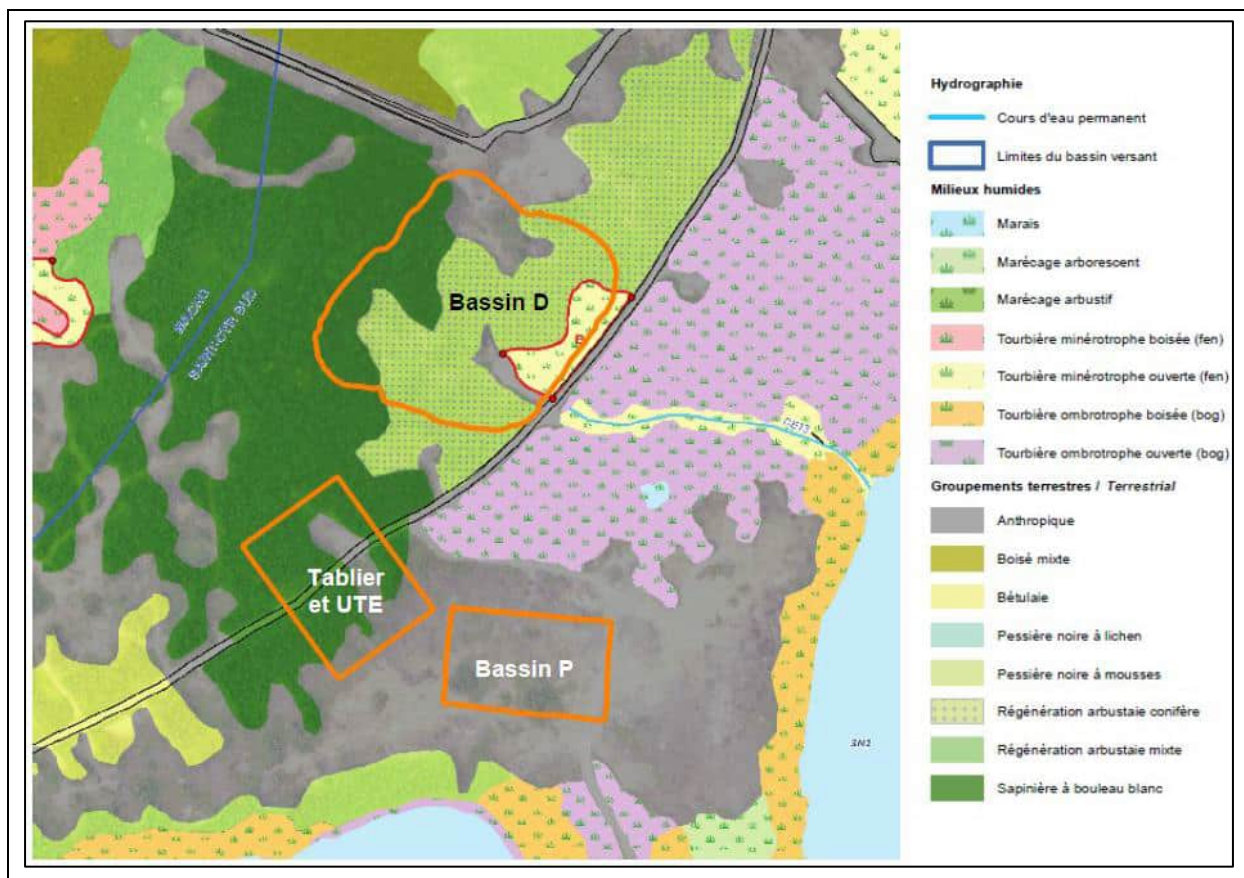 Bassin D
Tablier
et UTE
Bassin P
SN2
Hydrographie
Cours d'eau permanent
Limites du bassin versant
Milieux humides
Marais
Marécage arborescent
Marécage arbustif
Tourbière minérotrophe boisée (fen)
Tourbière minérotrophe ouverte (fen)
Tourbière ombrotrophe boisée (bog)
Tourbière ombrotrophe ouverte (bog)
Groupements terrestres / Terrestrial
Anthropique
Boisé mixte
Bétulaie
Pessière noire à lichen
Pessière noire à mousses
Régénération arbustaie conifère
Régénération arbustaie mixte
Sapinière à bouleau blanc